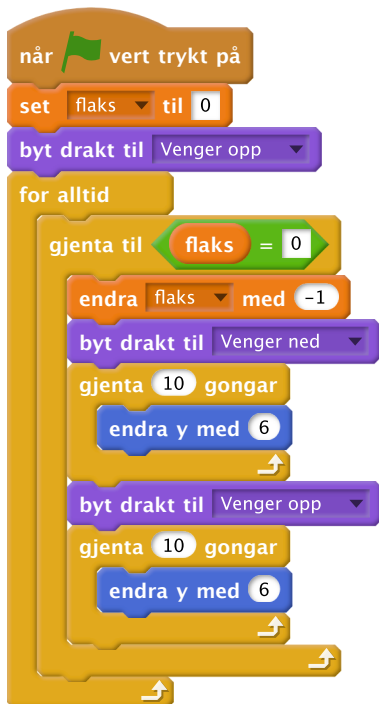 når vert trykt på
set flaks til 0
byt drakt til Venger opp
for alltid
gjenta til flaks = 0
endra flaks med -1
byt drakt til Venger ned
gjenta 10 gongar
endra y med 6
byt drakt til Venger opp
gjenta 10 gongar
endra y med 6